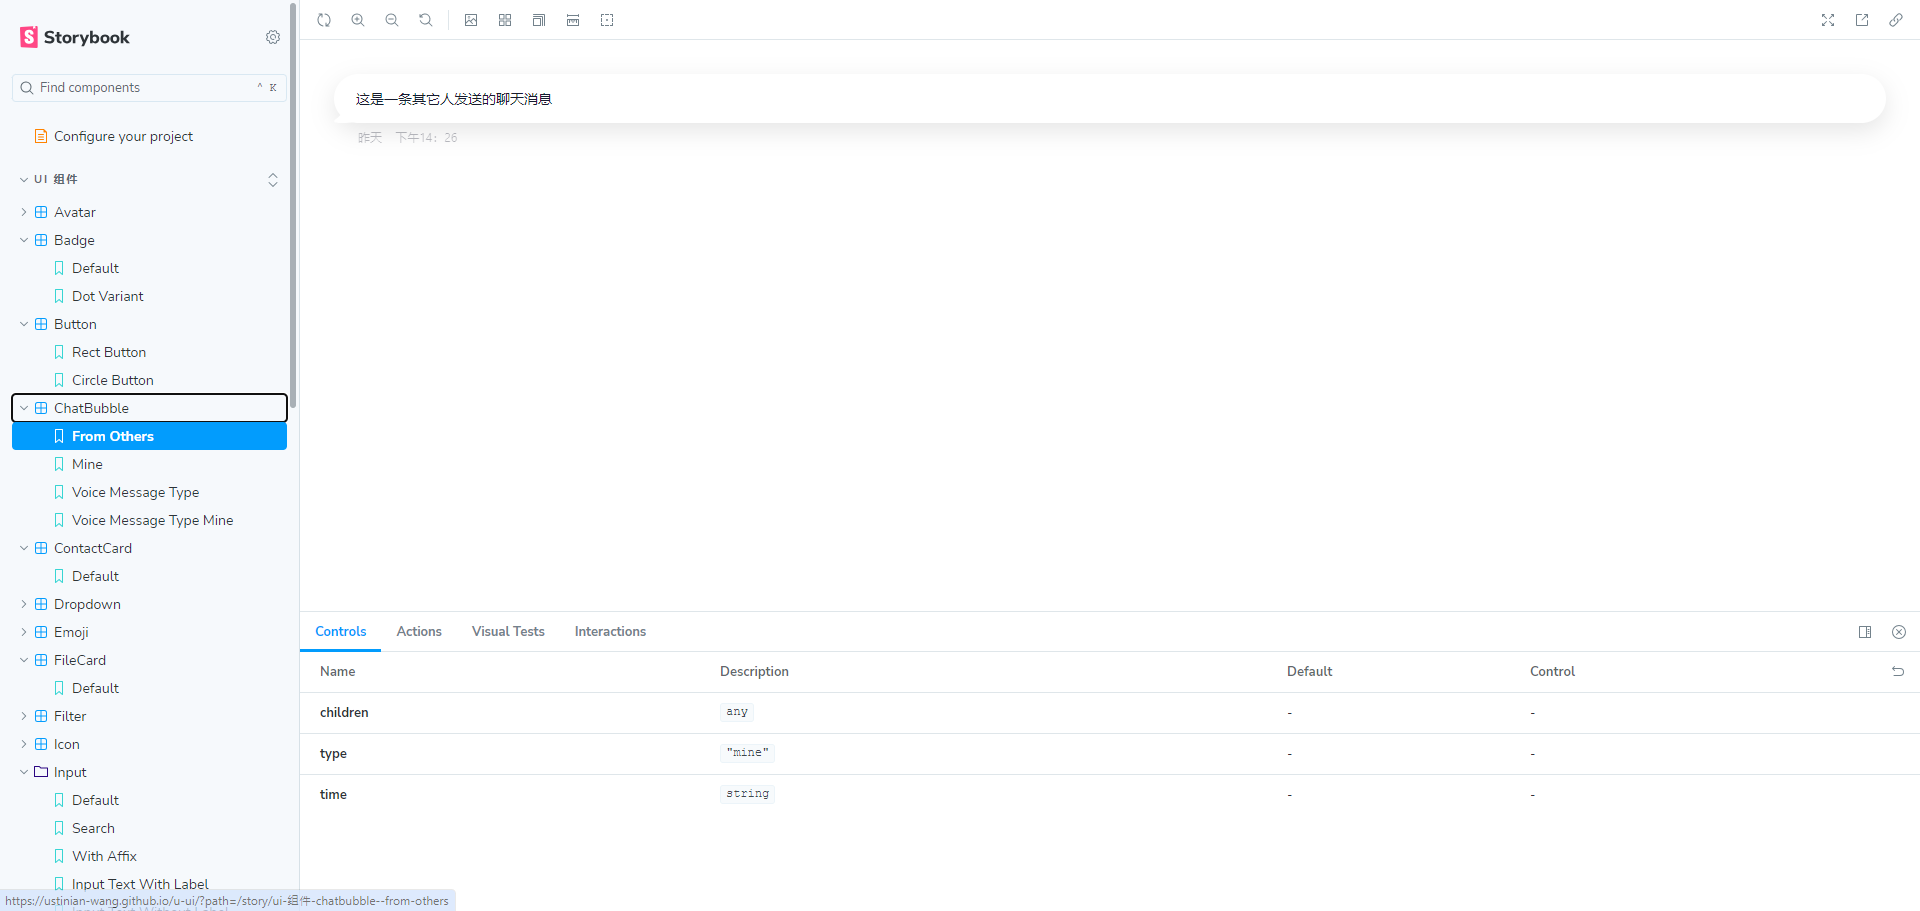 Storybook
Find components
^ K
Configure your project
UI 组件
Avatar
Badge
Default
Dot Variant
Button
Rect Button
Circle Button
ChatBubble
From Others
Mine
Voice Message Type
Voice Message Type Mine
ContactCard
Default
Dropdown
Emoji
FileCard
Default
Filter
Icon
Input
Default
Search
With Affix
Input Text With Label
https://ustinian-wang.github.io/u-ui/?path=/story/ui-组件-chatbubble--from-others
这是一条其它人发送的聊天消息
昨天 下午14：26
Controls Actions Visual Tests Interactions
Name Description Default Control
children any - -
type "mine" - -
time string - -